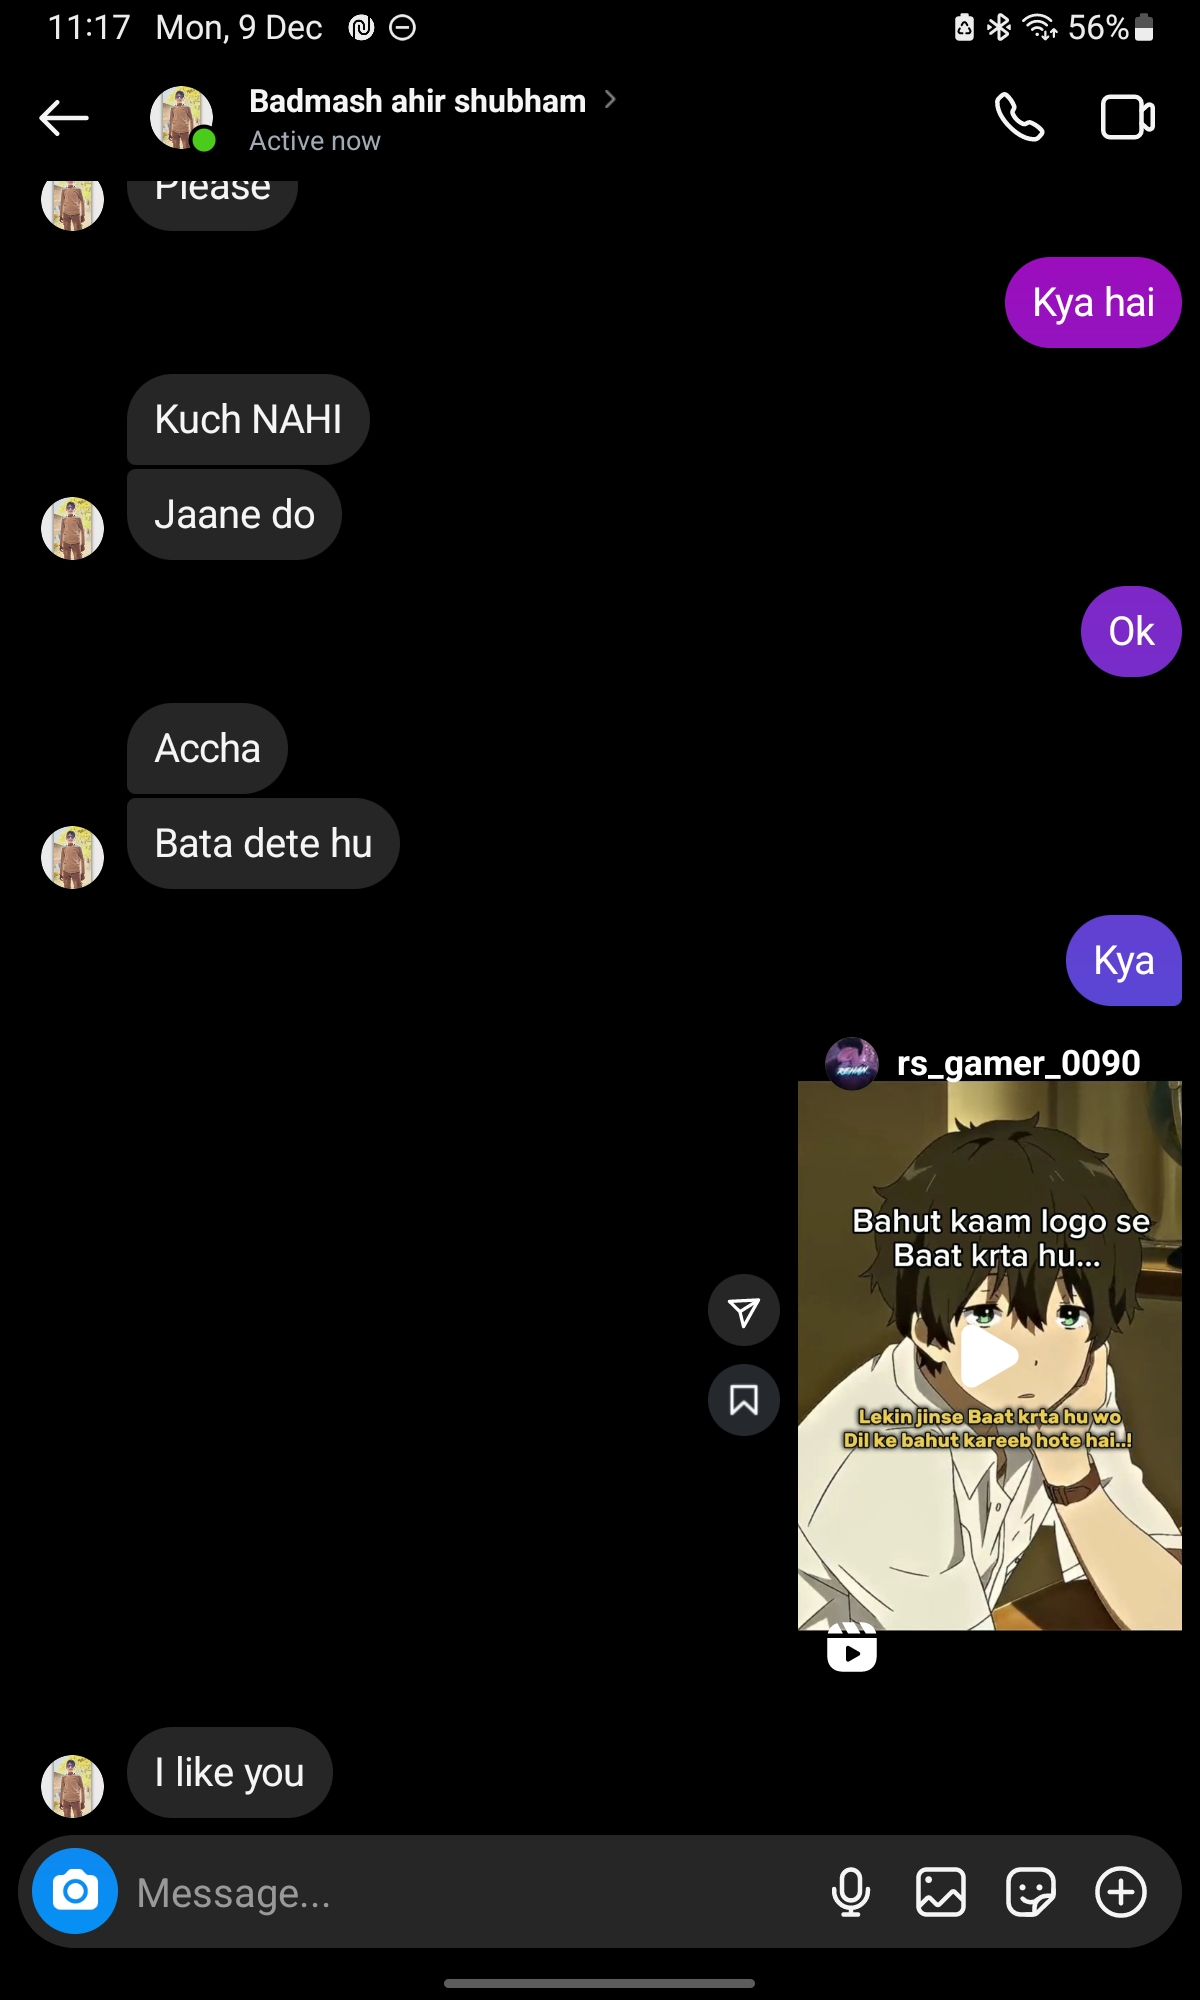 11:17 Mon, 9 Dec 56%
Badmash ahir shubham
Active now
Please
Kya hai
Kuch NAHI
Jaane do
Ok
Accha
Bata dete hu
Kya
rs_gamer_0090
Bahut kaam logo se
Baat krta hu...
Lekin jinse Baat krta hu wo
Dil ke bahut kareeb hote hai..!
I like you
Message...